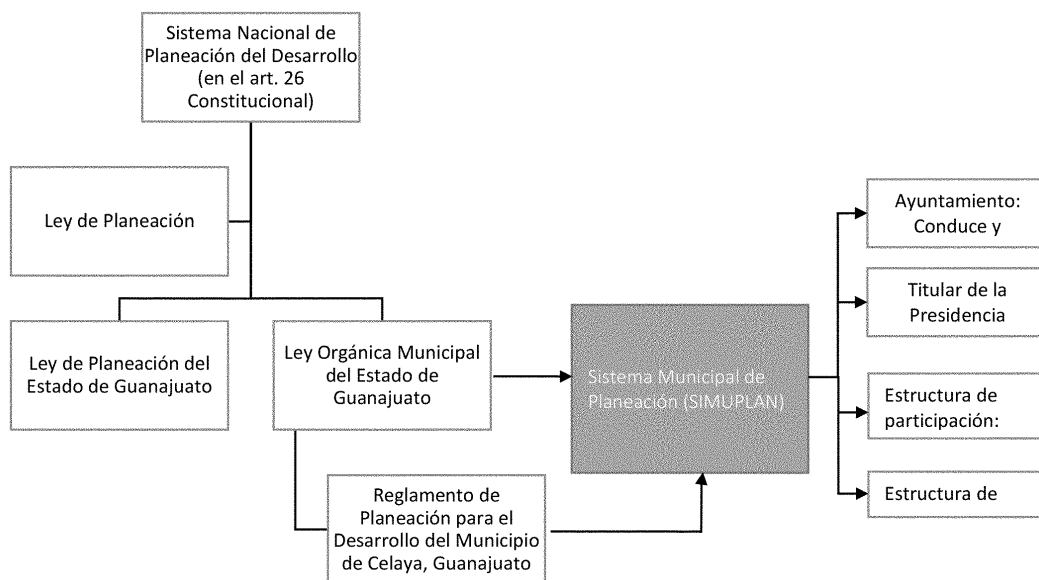 Sistema Nacional de
Planeación del Desarrollo
(en el art. 26
Constitucional)
Ley de Planeación
Ley de Planeación del
Estado de Guanajuato
Ley Orgánica Municipal
del Estado de
Guanajuato
Reglamento de
Planeación para el
Desarrollo del Municipio
de Celaya, Guanajuato
Sistema Municipal de
Planeación (SIMUPLAN)
Ayuntamiento:
Conduce y
Titular de la
Presidencia
Estructura de
participación:
Estructura de